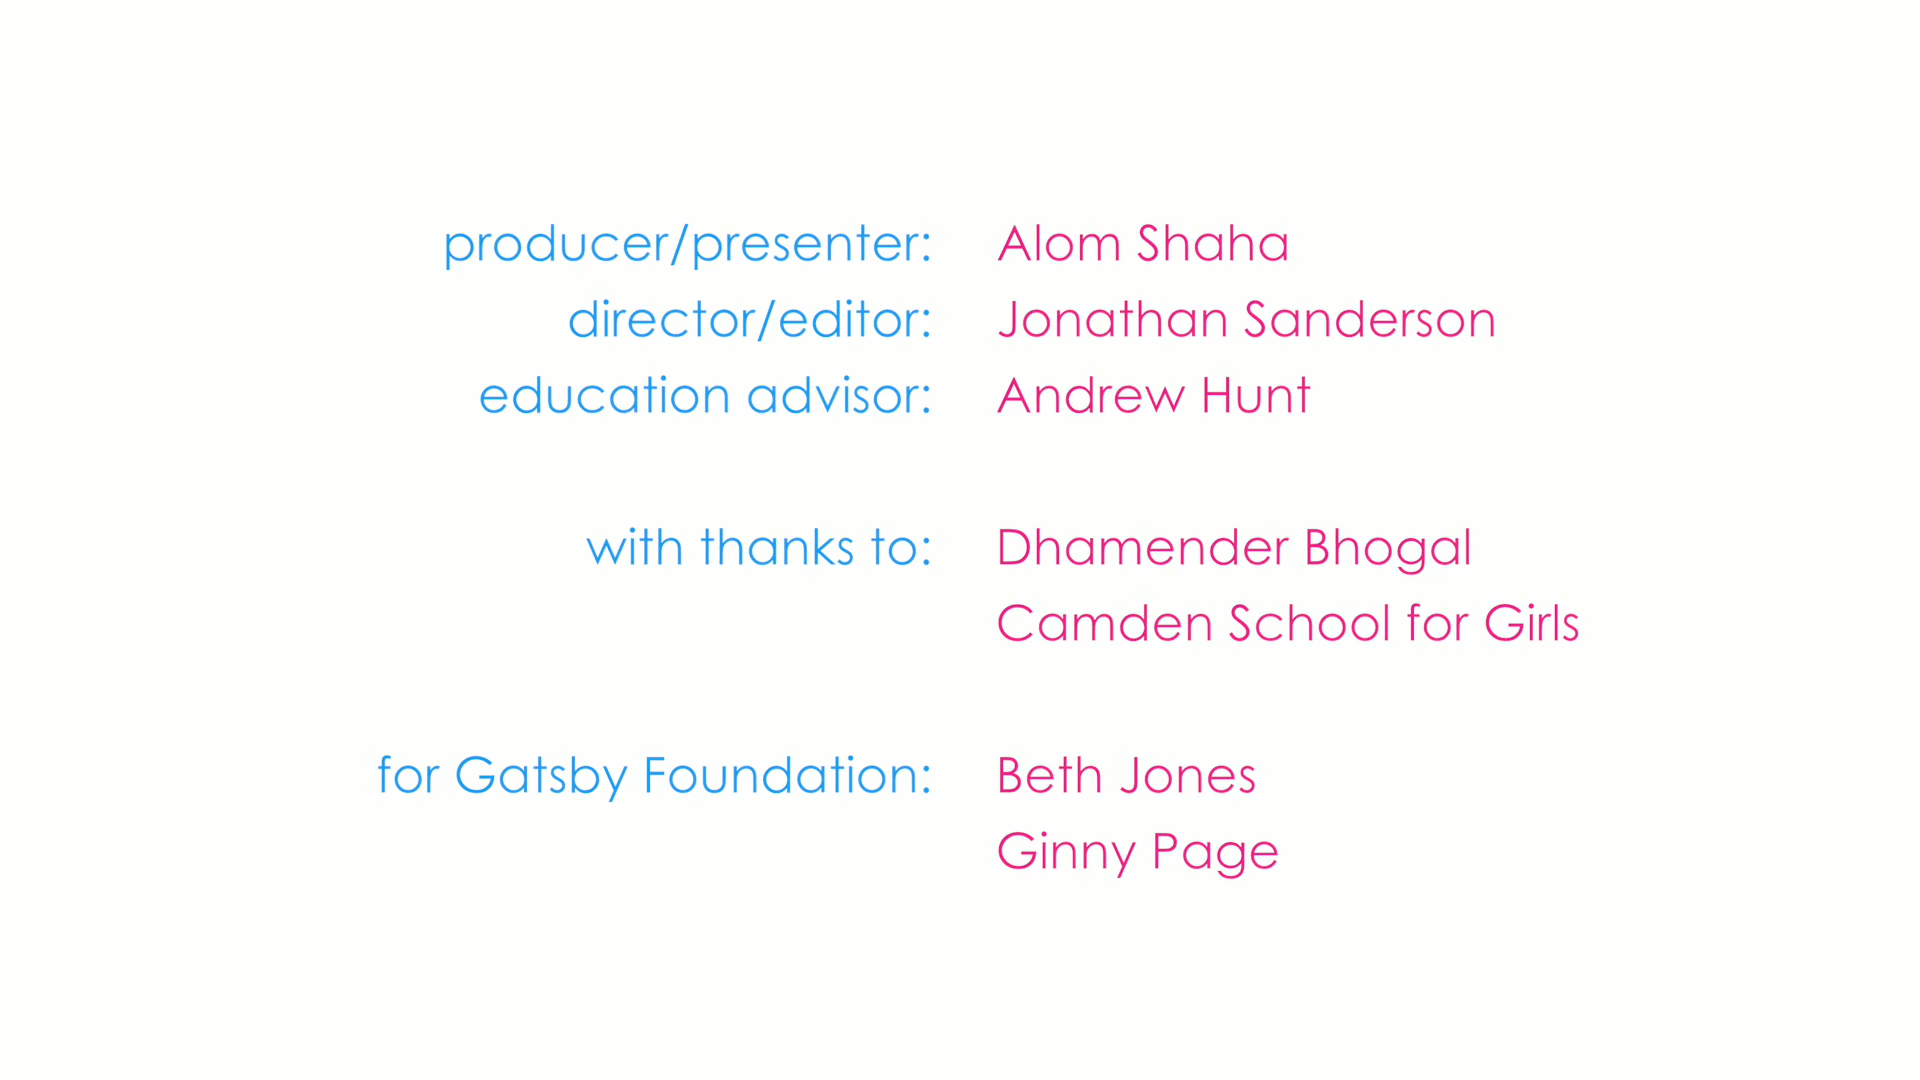 producer/presenter: Alom Shaha
director/editor: Jonathan Sanderson
education advisor: Andrew Hunt
with thanks to: Dhamender Bhogal
Camden School for Girls
for Gatsby Foundation: Beth Jones
Ginny Page